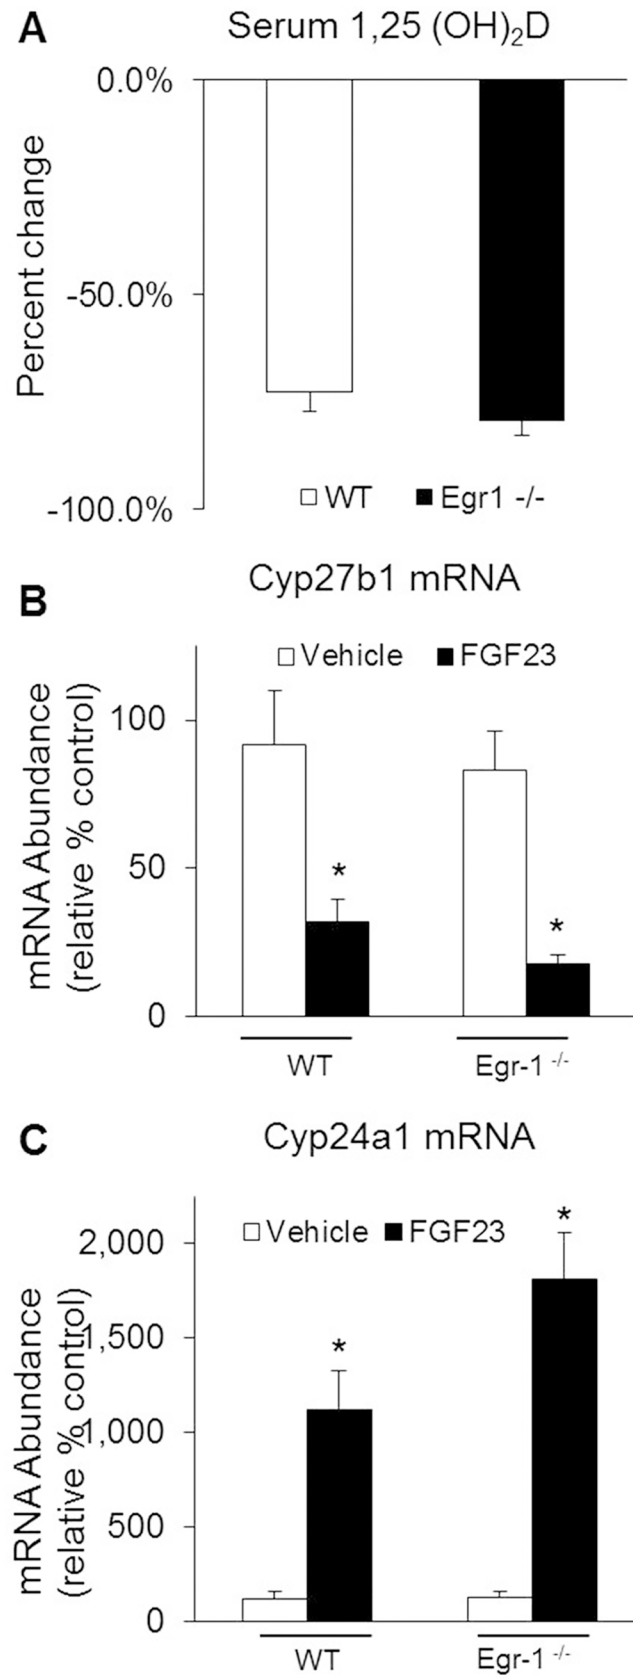 A
Serum 1,25 (OH)₂D
0.0%
-50.0%
-100.0%
Percent change
WT
Egr1 -/-
B
Cyp27b1 mRNA
Vehicle
FGF23
mRNA Abundance
(relative % control)
100
50
0
*
*
WT
Egr-1 -/-
C
Cyp24a1 mRNA
Vehicle
FGF23
mRNA Abundance
(relative % control)
2,000
1,500
1,000
500
0
*
*
WT
Egr-1 -/-